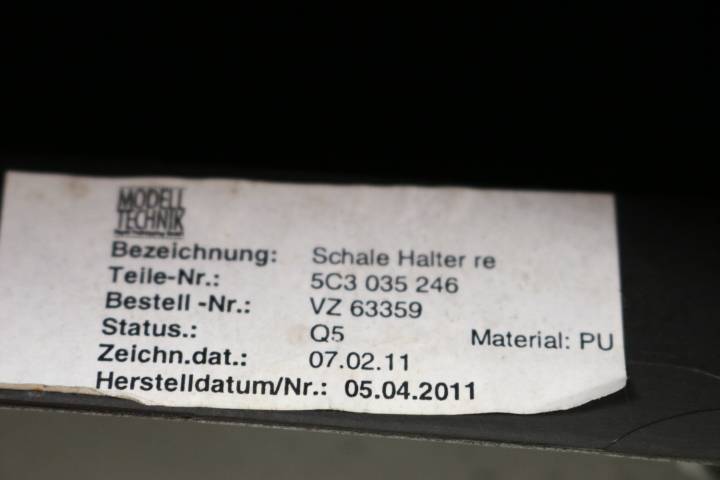 MODELL
TECHNIK
Bezeichnung: Schale Halter re
Teile-Nr.: 5C3 035 246
Bestell -Nr.: VZ 63359
Status.: Q5 Material: PU
Zeichn.dat.: 07.02.11
Herstelldatum/Nr.: 05.04.2011